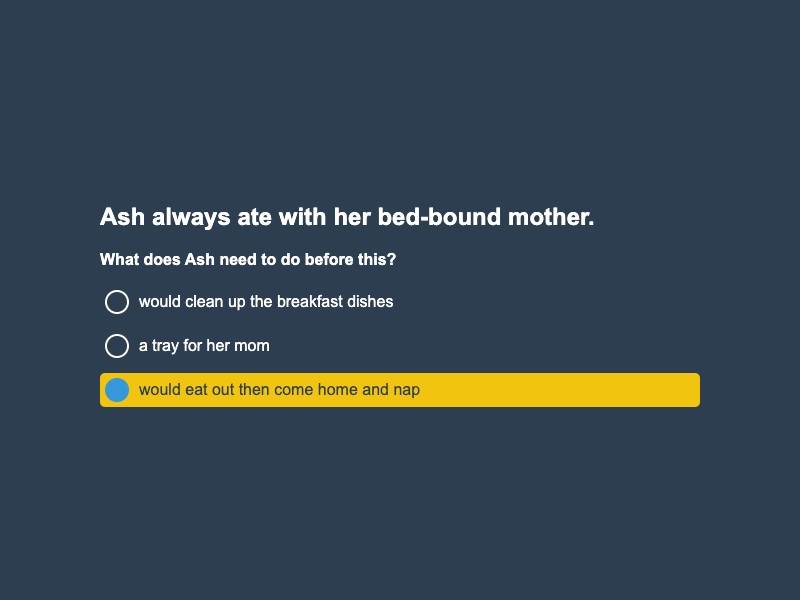 Ash always ate with her bed-bound mother.
What does Ash need to do before this?
would clean up the breakfast dishes
a tray for her mom
would eat out then come home and nap